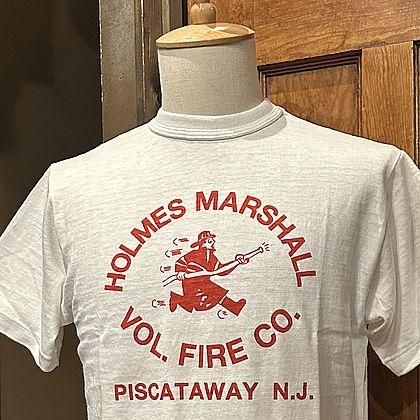 HOLMES MARSHALL
VOL. FIRE CO.
PISCATAWAY N.J.